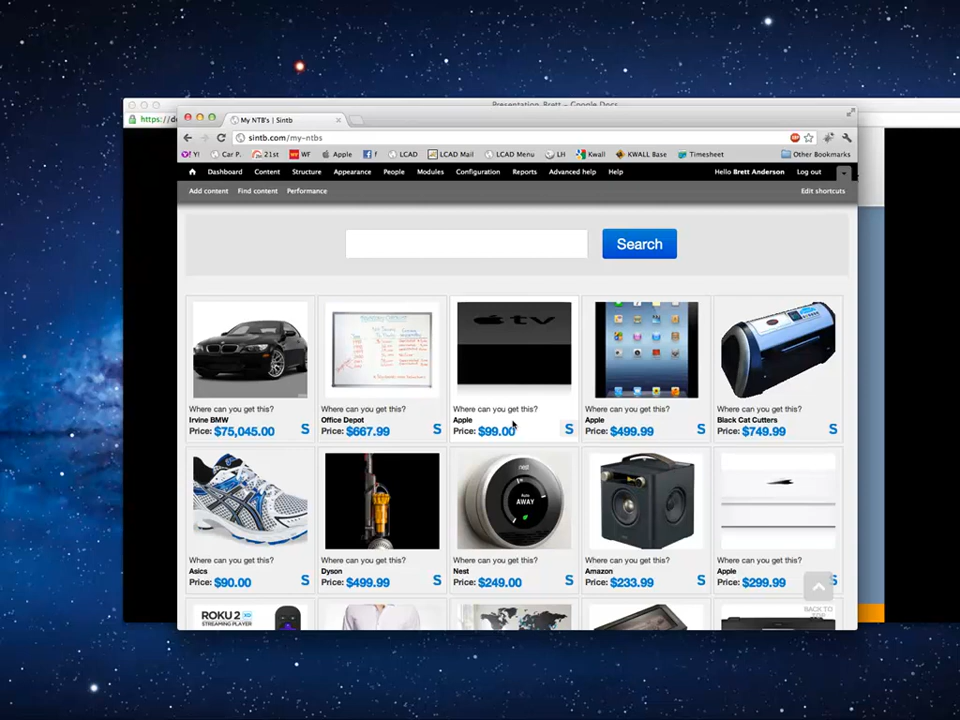 Presentation_Brett – Google Docs
https://d
My NTB's | Sintb
sintb.com/my-ntbs
Y! Car P. 21st WF Apple f LCAD LCAD Mail LCAD Menu LH Kwall KWALL Base Timesheet Other Bookmarks
Dashboard Content Structure Appearance People Modules Configuration Reports Advanced help Help Hello Brett Anderson Log out
Add content Find content Performance Edit shortcuts
Search
tv
Where can you get this? Where can you get this? Where can you get this? Where can you get this? Where can you get this?
Irvine BMW Office Depot Apple Apple Black Cat Cutters
Price: $75,045.00 S Price: $667.99 S Price: $99.00 S Price: $499.99 S Price: $749.99 S
nest
AWAY
Where can you get this? Where can you get this? Where can you get this? Where can you get this? Where can you get this?
Asics Dyson Nest Amazon Apple
Price: $90.00 S Price: $499.99 S Price: $249.00 S Price: $233.99 S Price: $299.99 S
BACK TO
ROKU 2 XD
STREAMING PLAYER